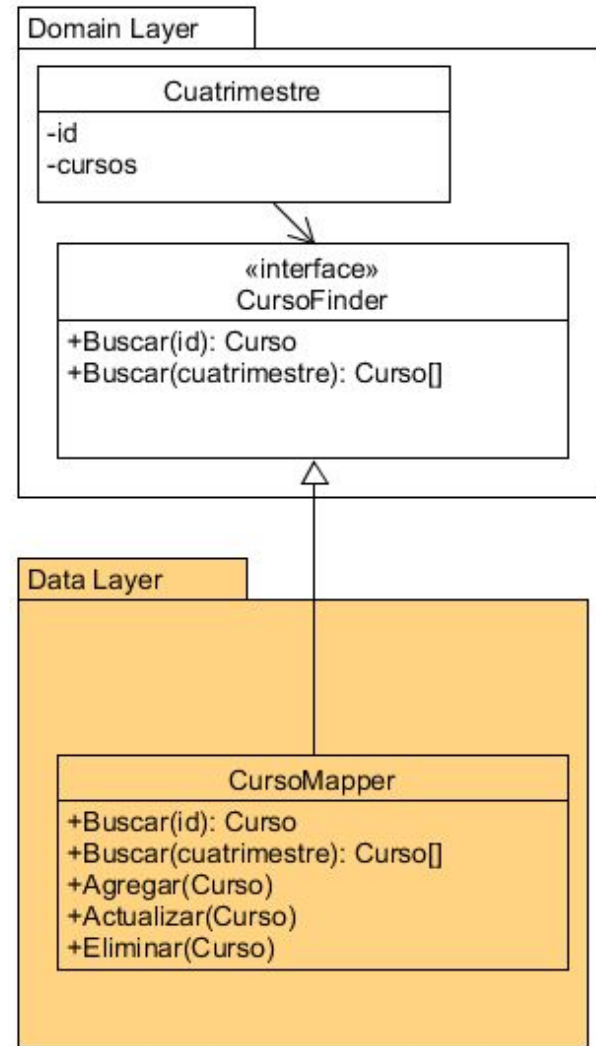 Domain Layer
Cuatrimestre
-id
-cursos
«interface»
CursoFinder
+Buscar(id): Curso
+Buscar(cuatrimestre): Curso[]
Data Layer
CursoMapper
+Buscar(id): Curso
+Buscar(cuatrimestre): Curso[]
+Agregar(Curso)
+Actualizar(Curso)
+Eliminar(Curso)